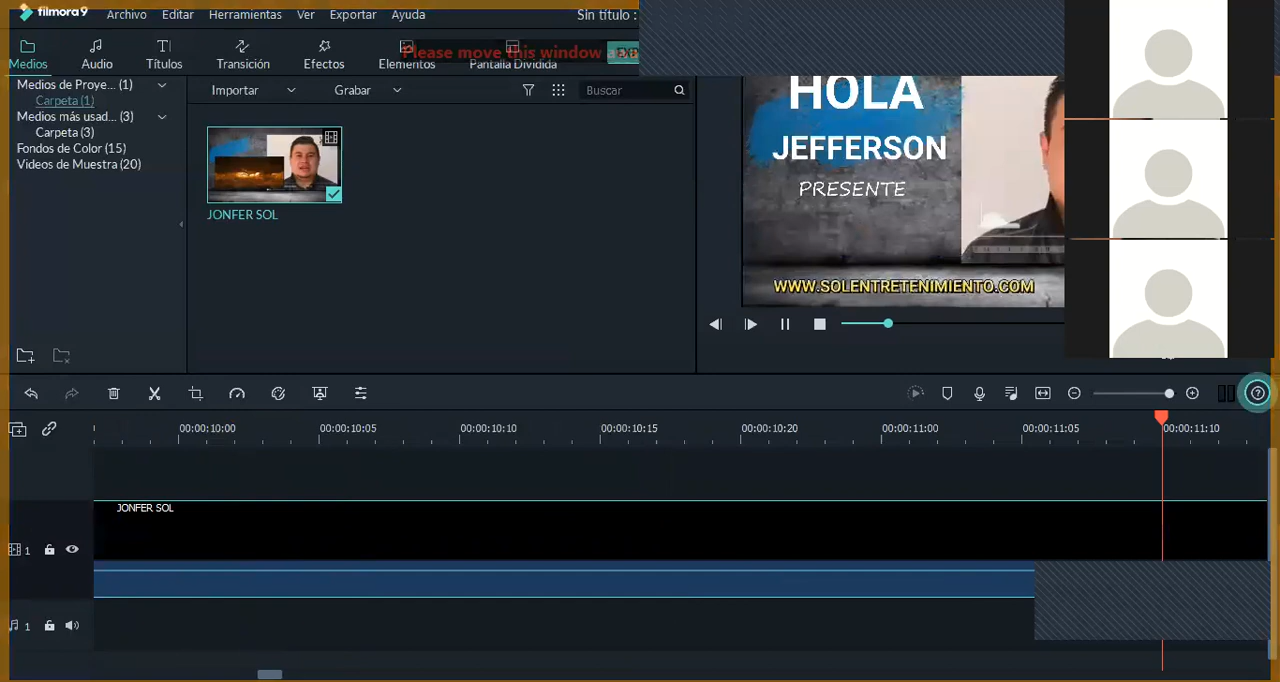 filmora9 Archivo Editar Herramientas Ver Exportar Ayuda Sin título :
Please move this window
Medios Audio Títulos Transición Efectos Elementos Pantalla Dividida
Medios de Proye... (1)
Carpeta (1)
Medios más usad... (3)
Carpeta (3)
Fondos de Color (15)
Videos de Muestra (20)
Importar Grabar Buscar
JONFER SOL
HOLA
JEFFERSON
PRESENTE
WWW.SOLENTRETENIMIENTO.COM
00:00:10:00 00:00:10:05 00:00:10:10 00:00:10:15 00:00:10:20 00:00:11:00 00:00:11:05 00:00:11:10
JONFER SOL
1
1